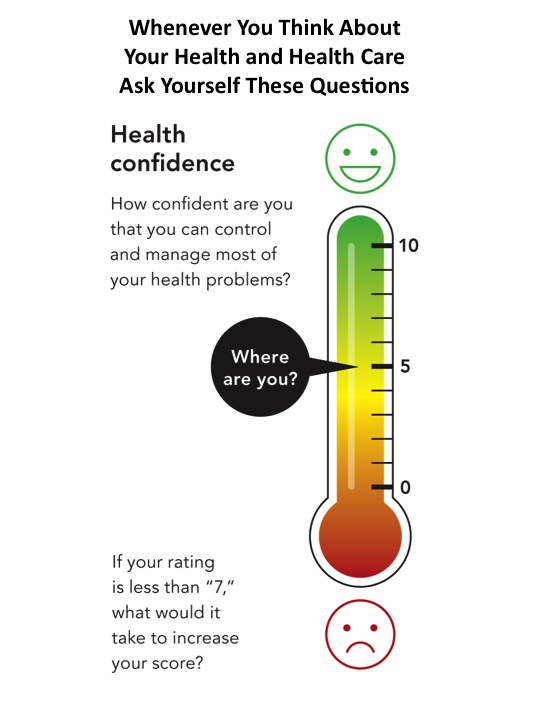 Whenever You Think About
Your Health and Health Care
Ask Yourself These Questions
Health
confidence
How confident are you
that you can control
and manage most of
your health problems?
10
Where
are you?
5
0
If your rating
is less than “7,”
what would it
take to increase
your score?